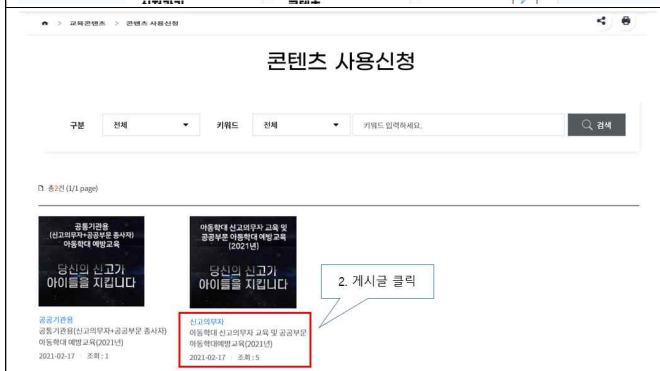 교육콘텐츠 > 콘텐츠 사용신청
콘텐츠 사용신청
구분 전체 키워드 전체 키워드 입력하세요. 검색
총2건 (1/1 page)
공통기관용
(신고의무자+공공부문 종사자)
아동학대 예방교육
당신의 신고가
아이들을 지킵니다
아동학대 신고의무자 교육 및
공공부문 아동학대 예방교육
(2021년)
당신의 신고가
아이들을 지킵니다
2. 게시글 클릭
공공기관용
공통기관용(신고의무자+공공부문 종사자)
아동학대 예방교육(2021년)
2021-02-17 조회 : 1
신고의무자
아동학대 신고의무자 교육 및 공공부문
아동학대예방교육(2021년)
2021-02-17 조회 : 5